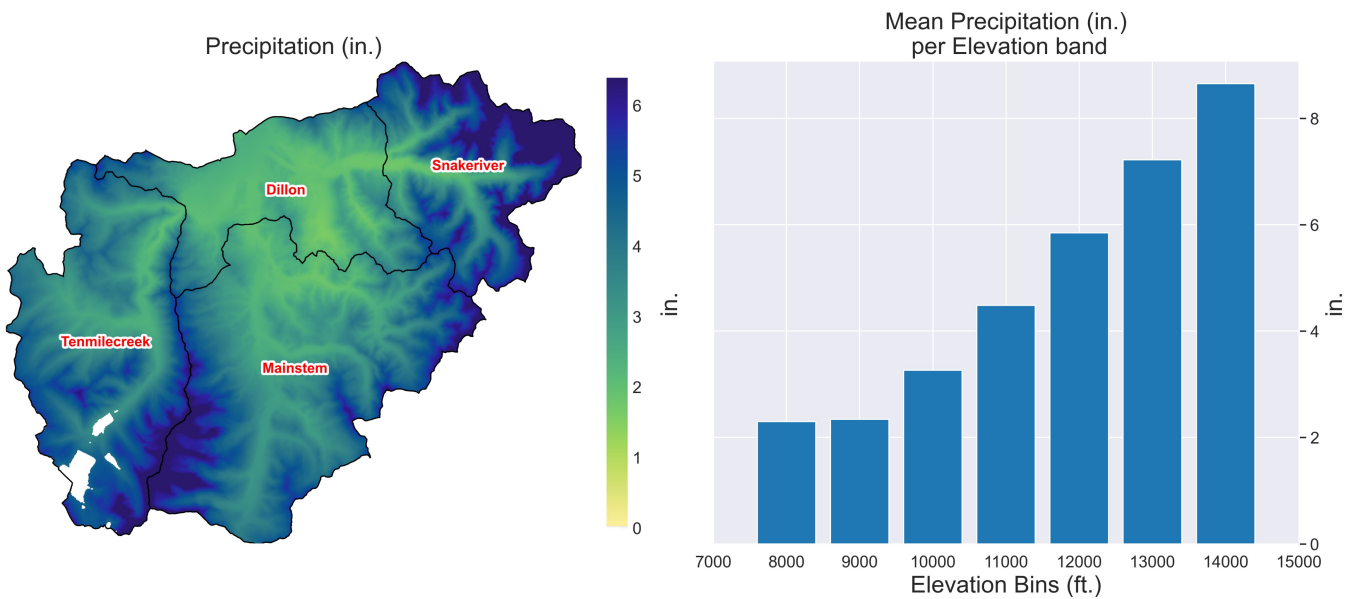 Precipitation (in.)
Snakeriver
Dillon
Tenmilecreek
Mainstem
6
5
4
3
2
1
0
in.
Mean Precipitation (in.)
per Elevation band
8
6
4
2
0
in.
7000 8000 9000 10000 11000 12000 13000 14000 15000
Elevation Bins (ft.)